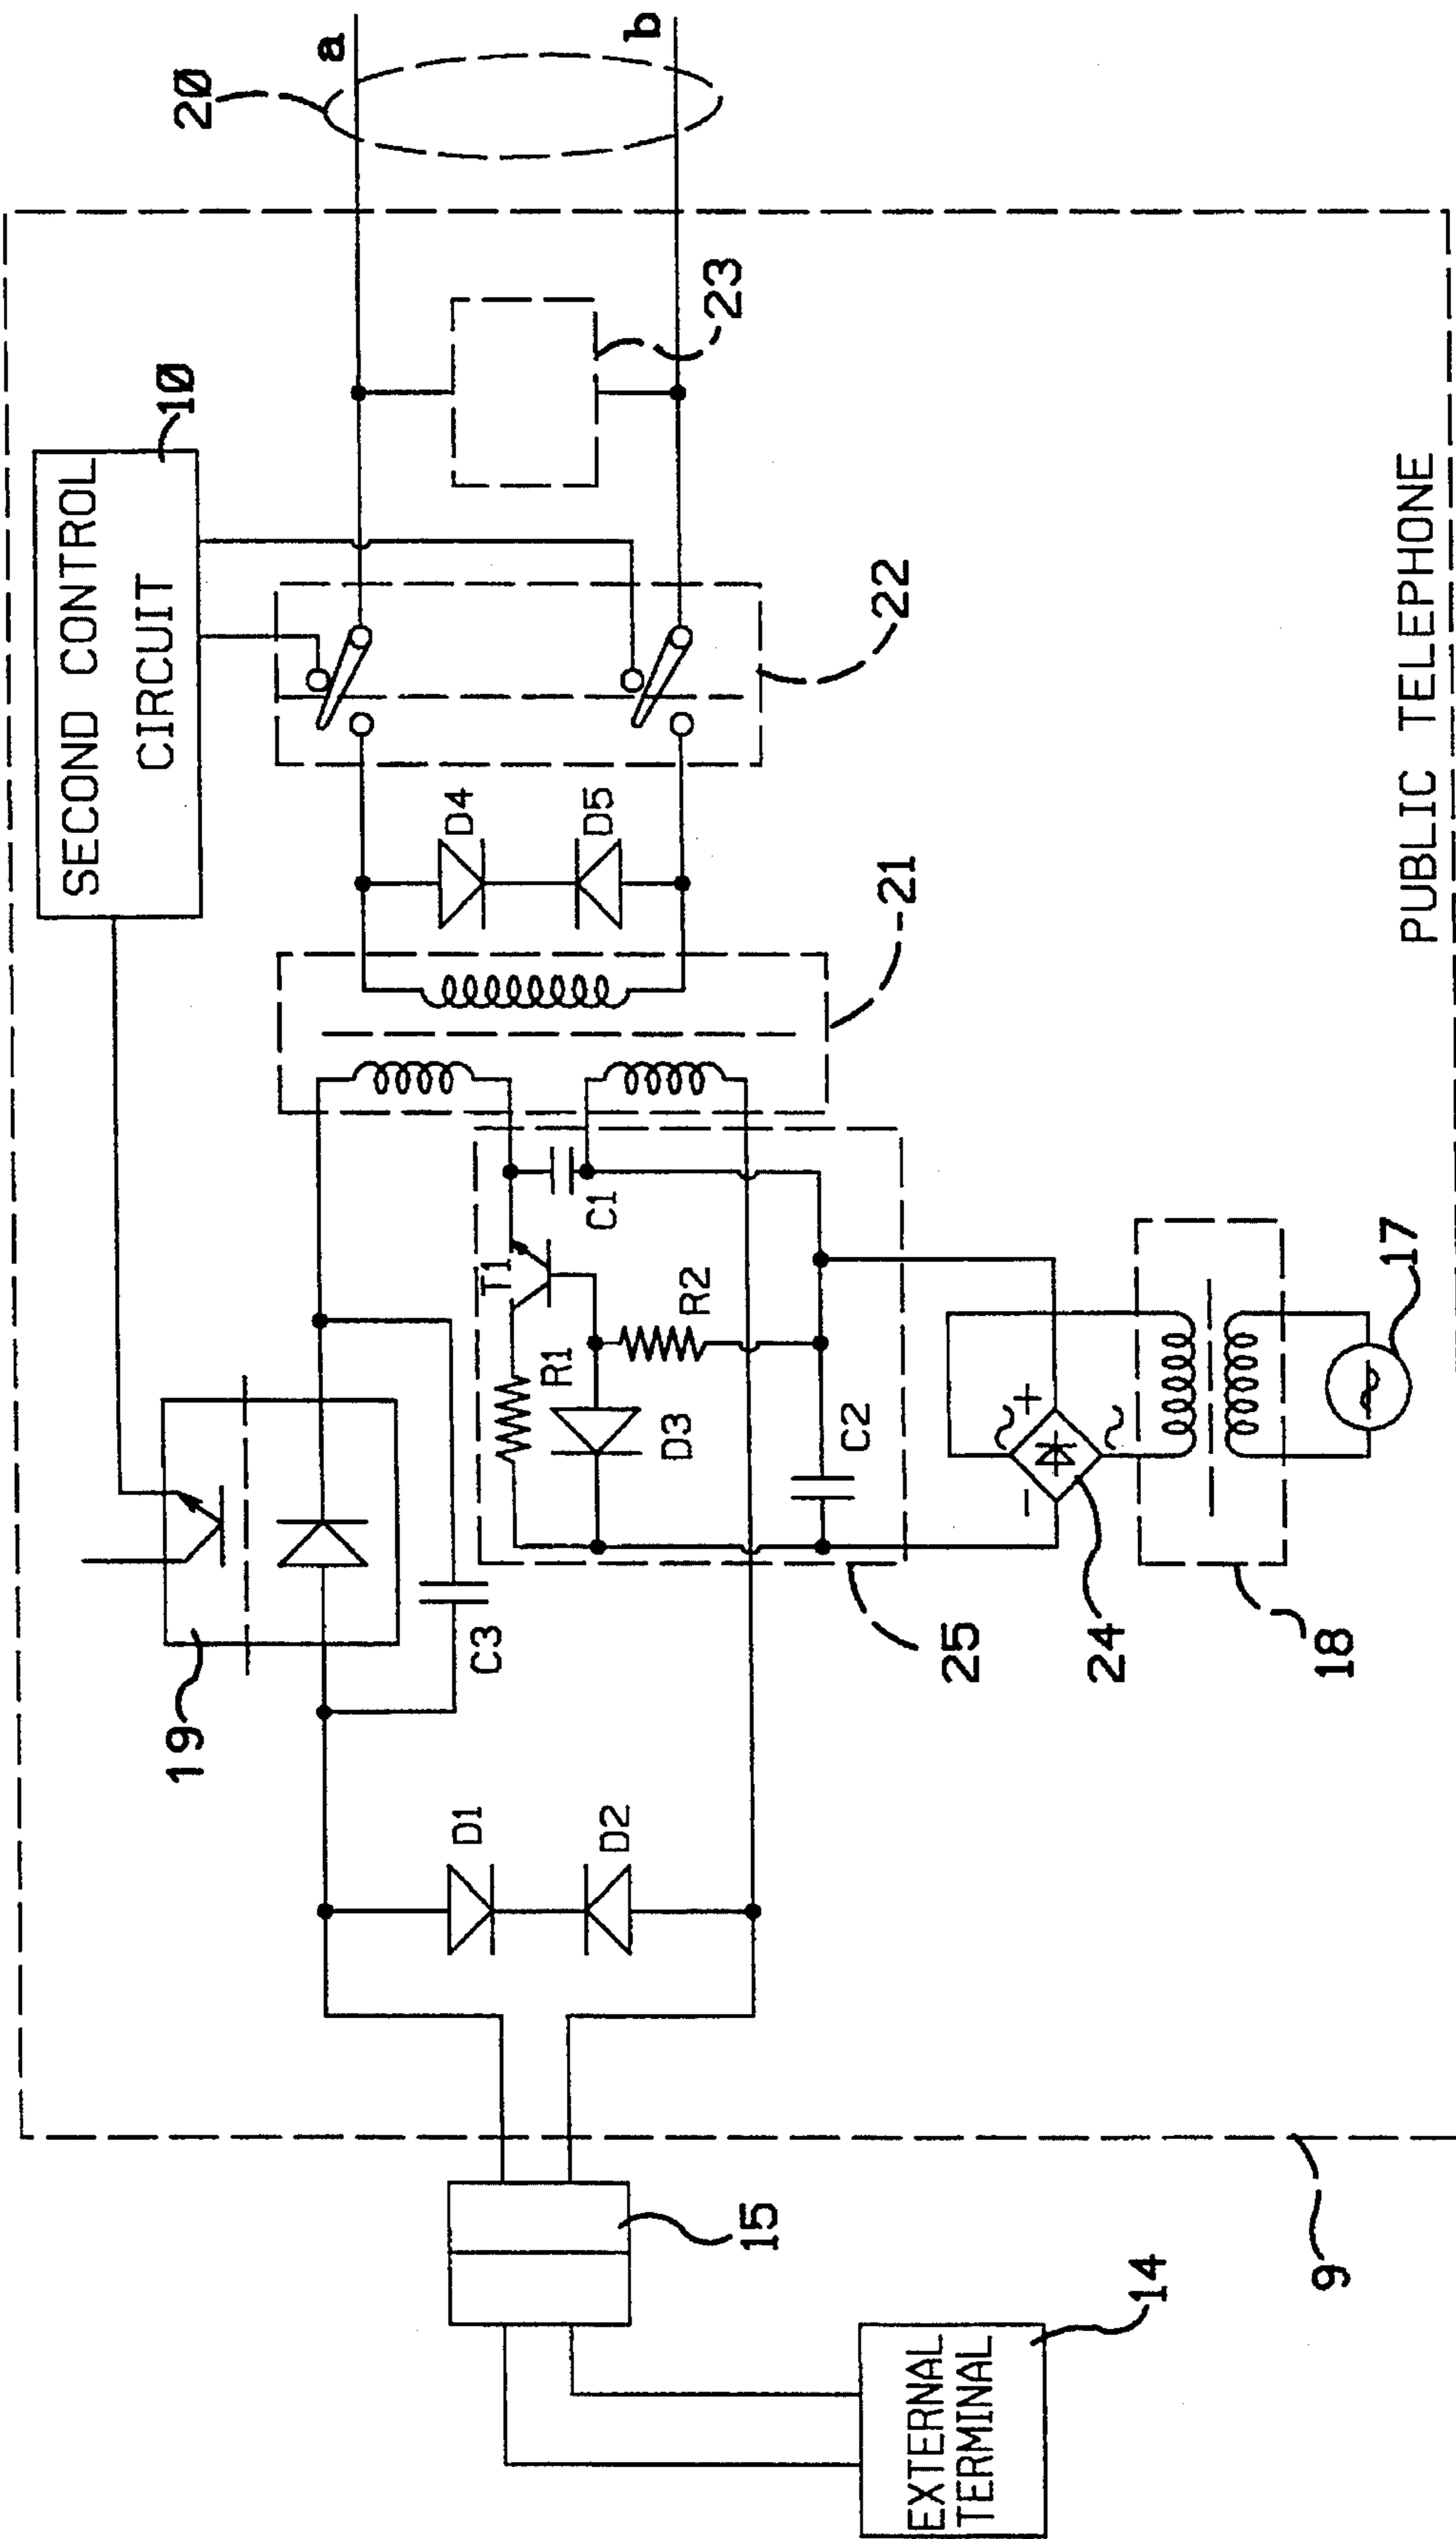 SECOND CONTROL
CIRCUIT
10
20
a
b
23
22
D4
D5
21
19
C3
T1
C1
R1
R2
D3
C2
25
D1
D2
15
EXTERNAL
TERMINAL
14
24
~
+
-
~
18
17
9
PUBLIC TELEPHONE